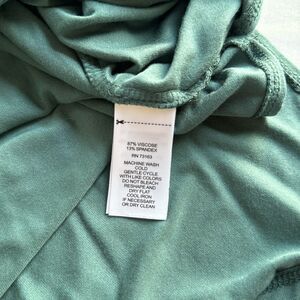 87% VISCOSE
13% SPANDEX
RN 73163
MACHINE WASH
COLD
GENTLE CYCLE
WITH LIKE COLORS
DO NOT BLEACH
RESHAPE AND
DRY FLAT
COOL IRON
IF NECESSARY
OR DRY CLEAN